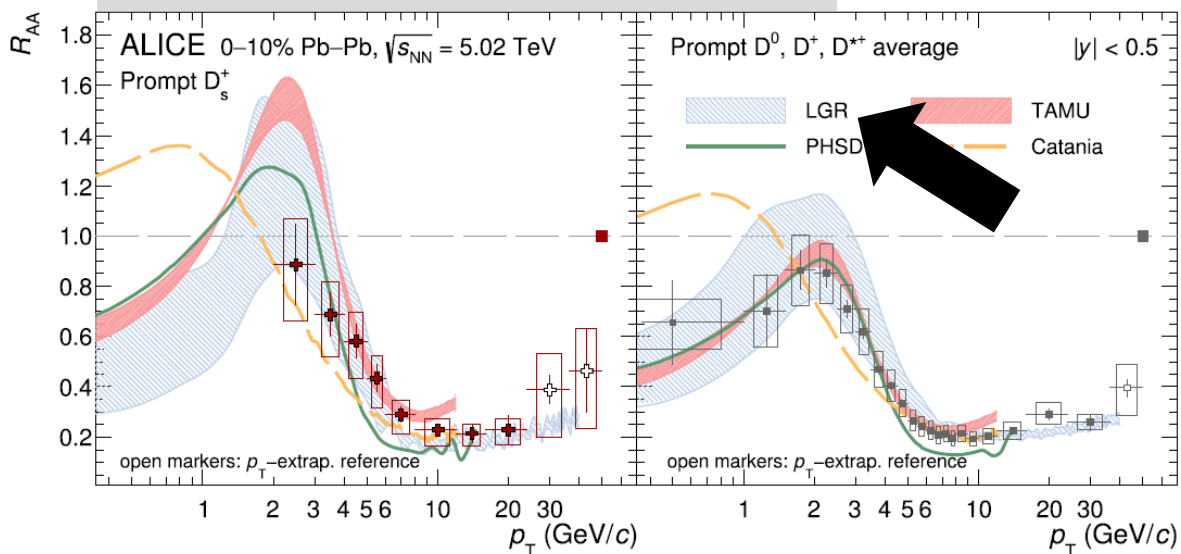 R_AA
ALICE 0–10% Pb–Pb, √s_NN = 5.02 TeV
Prompt D_s^+
1.8
1.6
1.4
1.2
1.0
0.8
0.6
0.4
0.2
open markers: p_T–extrap. reference
1 2 3 4 5 6 10 20 30
p_T (GeV/c)
Prompt D^0, D^+, D^*+ average |y| < 0.5
LGR TAMU
PHSD Catania
open markers: p_T–extrap. reference
1 2 3 4 5 6 10 20 30
p_T (GeV/c)